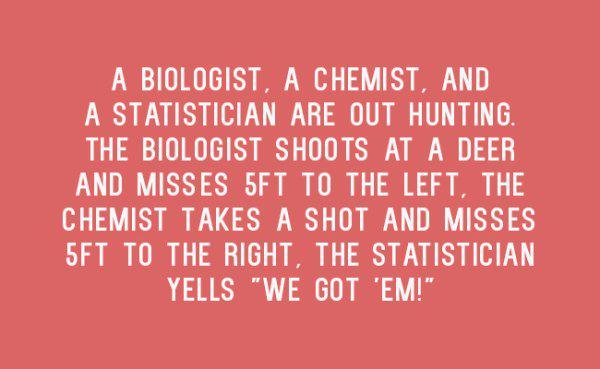 A BIOLOGIST, A CHEMIST, AND
A STATISTICIAN ARE OUT HUNTING.
THE BIOLOGIST SHOOTS AT A DEER
AND MISSES 5FT TO THE LEFT, THE
CHEMIST TAKES A SHOT AND MISSES
5FT TO THE RIGHT, THE STATISTICIAN
YELLS "WE GOT 'EM!"